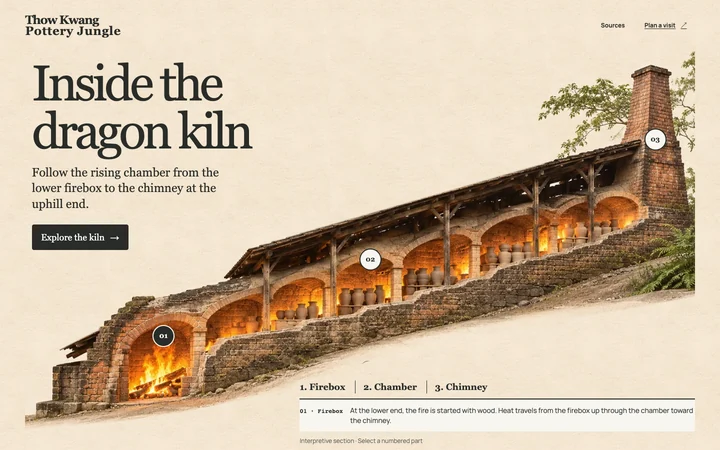 Thow Kwang
Pottery Jungle
Sources
Plan a visit
Inside the
dragon kiln
Follow the rising chamber from the
lower firebox to the chimney at the
uphill end.
Explore the kiln →
03
02
01
1. Firebox
2. Chamber
3. Chimney
01 · Firebox
At the lower end, the fire is started with wood. Heat travels from the firebox up through the chamber toward
the chimney.
Interpretive section · Select a numbered part